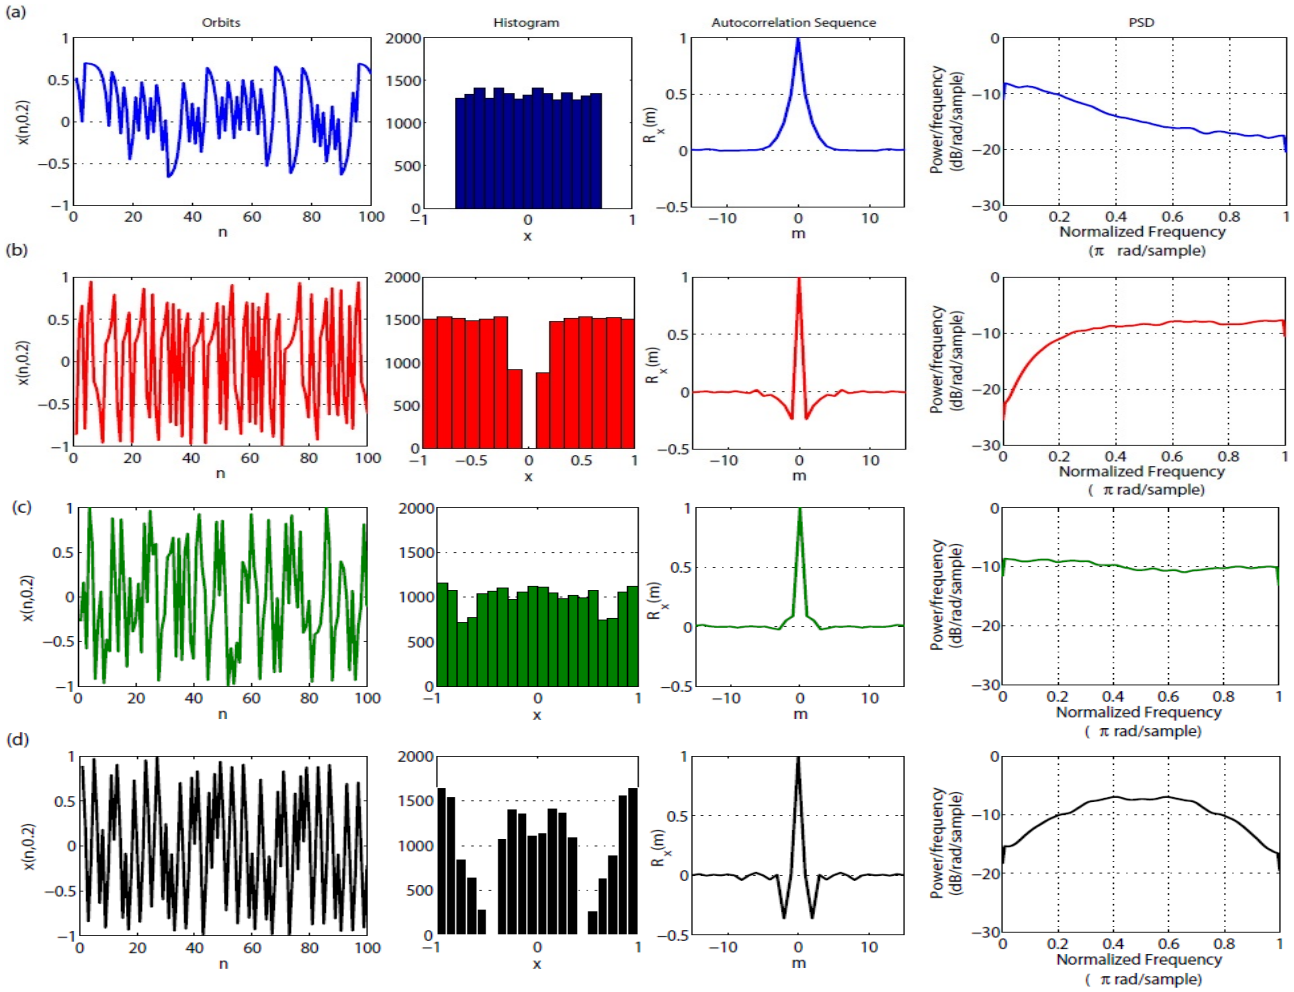 (a)
Orbits
Histogram
Autocorrelation Sequence
PSD
1
0.5
0
−0.5
−1
x(n,0.2)
0 20 40 60 80 100
n
2000
1500
1000
500
0
−1 0 1
x
1
0.5
0
−0.5
R_x(m)
−10 0 10
m
0
−10
−20
−30
Power/frequency
(dB/rad/sample)
0 0.2 0.4 0.6 0.8 1
Normalized Frequency
(π rad/sample)
(b)
1
0.5
0
−0.5
−1
x(n,0.2)
0 20 40 60 80 100
n
2000
1500
1000
500
0
−1 −0.5 0 0.5 1
x
1
0.5
0
−0.5
R_x(m)
−10 0 10
m
0
−10
−20
−30
Power/frequency
(dB/rad/sample)
0 0.2 0.4 0.6 0.8 1
Normalized Frequency
( π rad/sample)
(c)
1
0.5
0
−0.5
−1
x(n,0.2)
0 20 40 60 80 100
n
2000
1500
1000
500
0
−1 0 1
x
1
0.5
0
−0.5
R_x(m)
−10 0 10
m
0
−10
−20
−30
Power/frequency
(dB/rad/sample)
0 0.2 0.4 0.6 0.8 1
Normalized Frequency
( π rad/sample)
(d)
1
0.5
0
−0.5
−1
x(n,0.2)
0 20 40 60 80 100
n
2000
1500
1000
500
0
−1 0 1
x
1
0.5
0
−0.5
R_x(m)
−10 0 10
m
0
−10
−20
−30
Power/frequency
(dB/rad/sample)
0 0.2 0.4 0.6 0.8 1
Normalized Frequency
( π rad/sample)